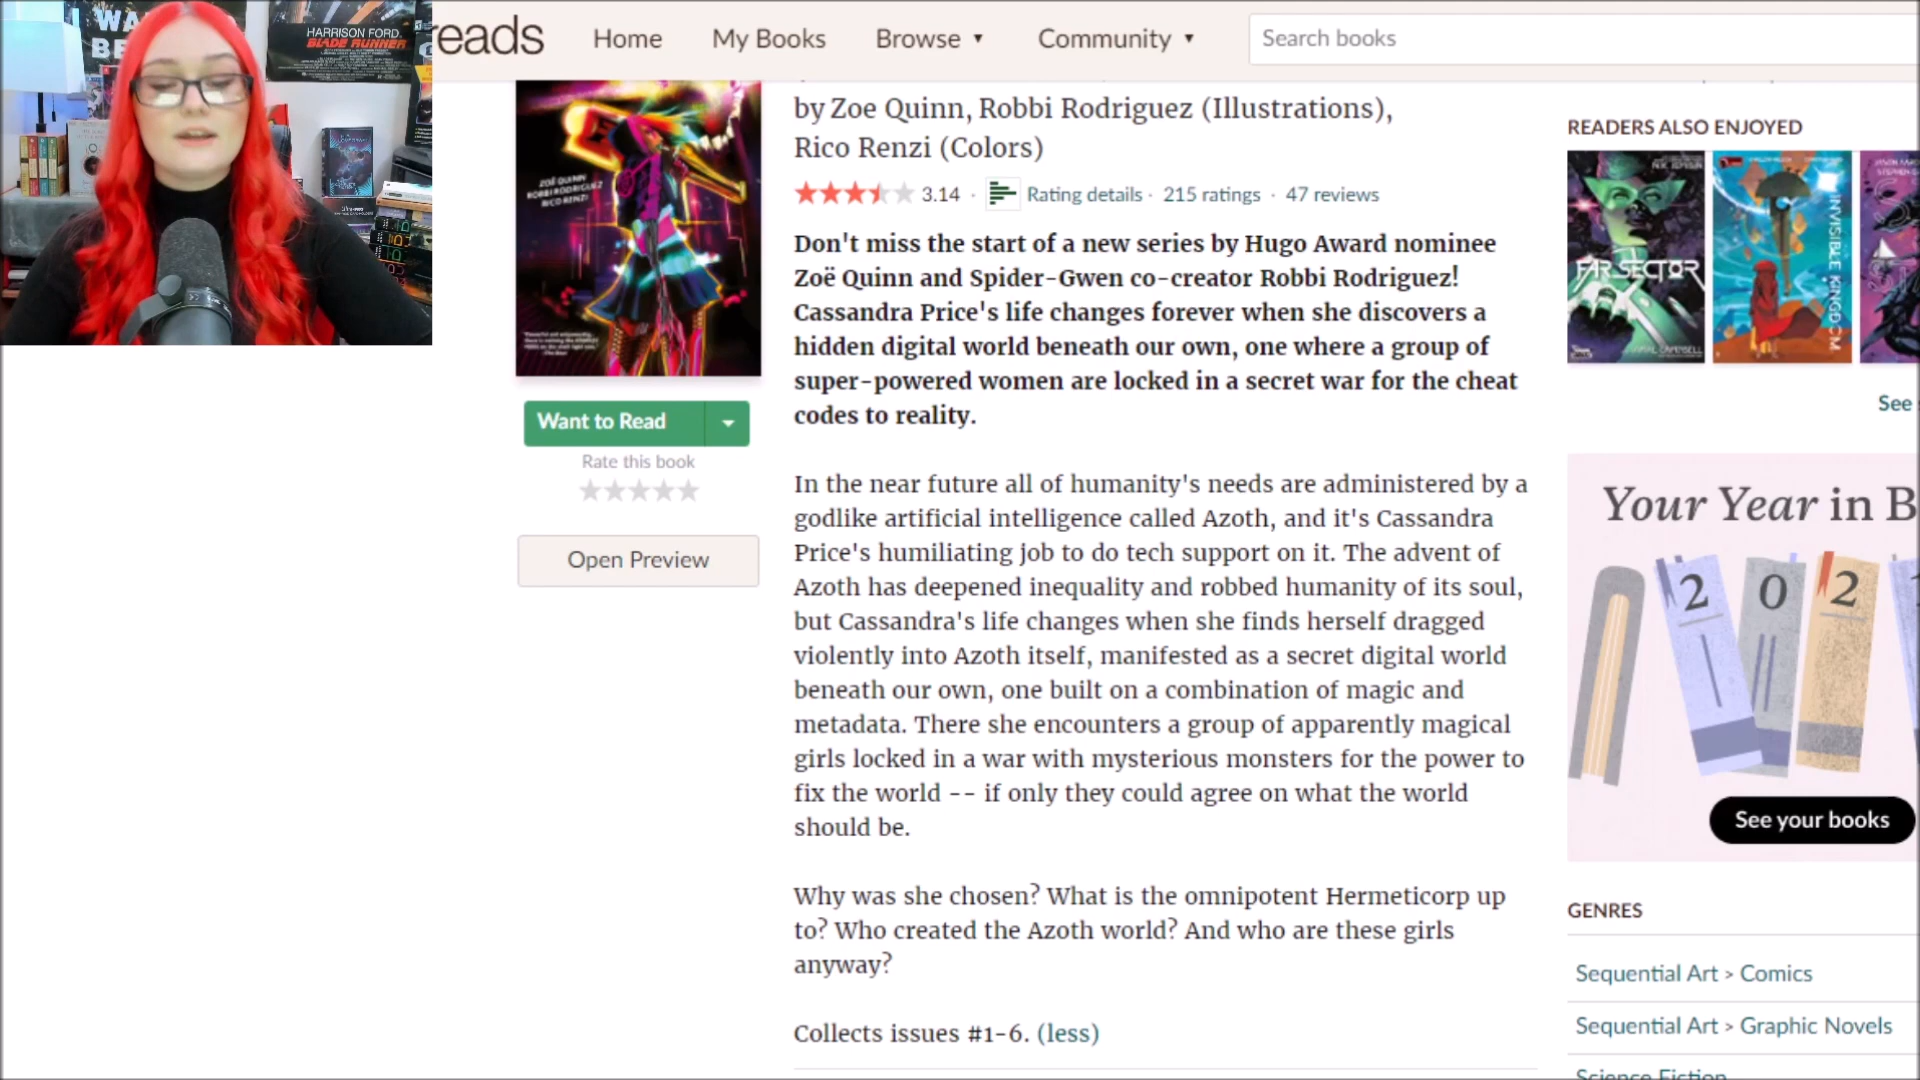 HARRISON FORD
BLADE RUNNER
reads
Home
My Books
Browse
Community
Search books
ZOË QUINN
ROBBI RODRIGUEZ
RICO RENZI
by Zoe Quinn, Robbi Rodriguez (Illustrations),
Rico Renzi (Colors)
3.14 · Rating details · 215 ratings · 47 reviews
Don't miss the start of a new series by Hugo Award nominee
Zoë Quinn and Spider-Gwen co-creator Robbi Rodriguez!
Cassandra Price's life changes forever when she discovers a
hidden digital world beneath our own, one where a group of
super-powered women are locked in a secret war for the cheat
codes to reality.
In the near future all of humanity's needs are administered by a
godlike artificial intelligence called Azoth, and it's Cassandra
Price's humiliating job to do tech support on it. The advent of
Azoth has deepened inequality and robbed humanity of its soul,
but Cassandra's life changes when she finds herself dragged
violently into Azoth itself, manifested as a secret digital world
beneath our own, one built on a combination of magic and
metadata. There she encounters a group of apparently magical
girls locked in a war with mysterious monsters for the power to
fix the world -- if only they could agree on what the world
should be.
Why was she chosen? What is the omnipotent Hermeticorp up
to? Who created the Azoth world? And who are these girls
anyway?
Collects issues #1-6. (less)
Want to Read
Rate this book
Open Preview
READERS ALSO ENJOYED
FAR SECTOR
INVISIBLE KINGDOM
See
Your Year in B
2 0 2
See your books
GENRES
Sequential Art > Comics
Sequential Art > Graphic Novels
Science Fiction